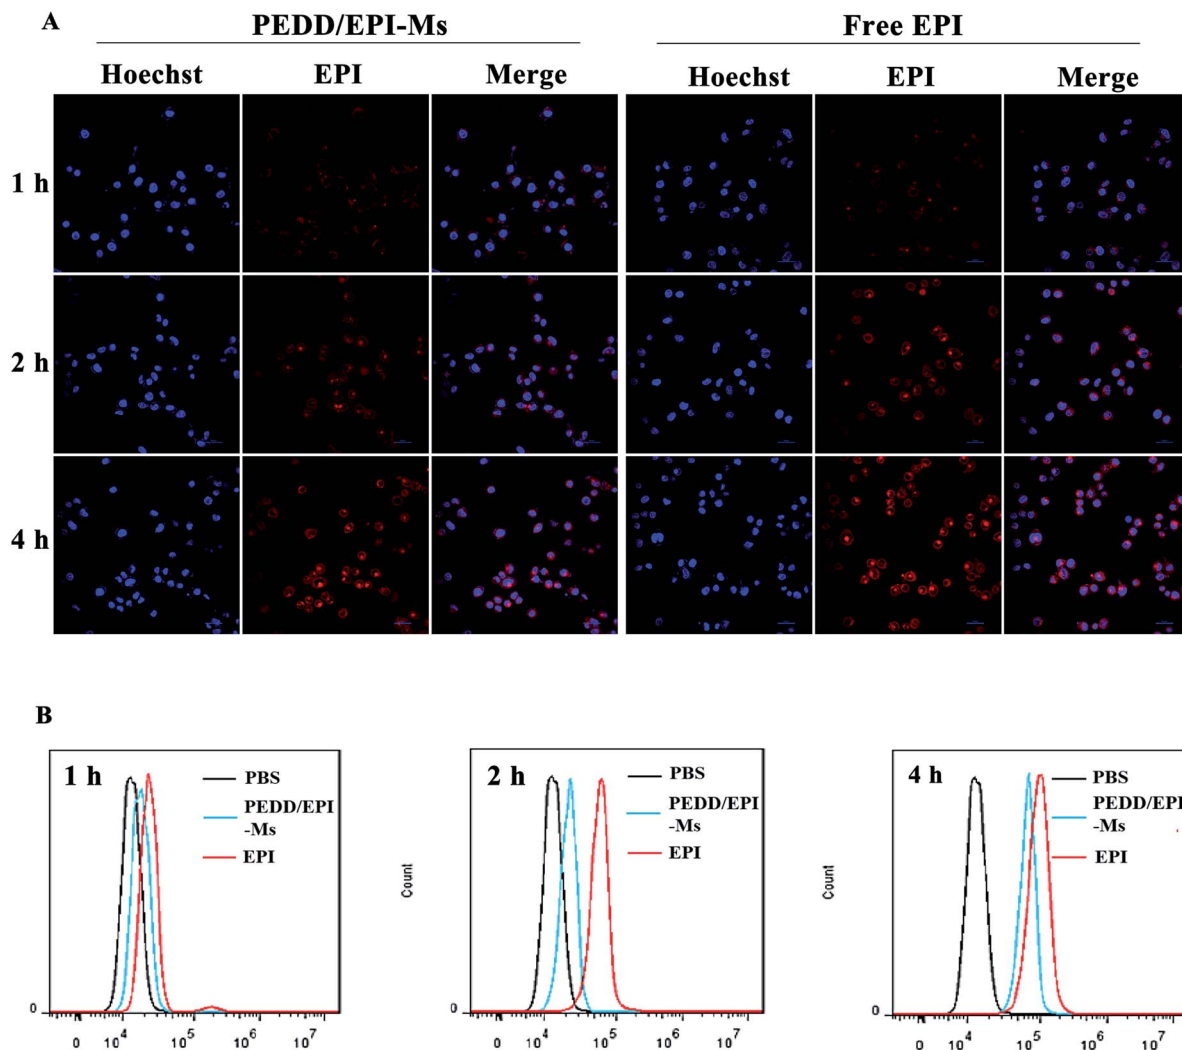 A
PEDD/EPI-Ms
Free EPI
Hoechst EPI Merge Hoechst EPI Merge
1 h
2 h
4 h
B
1 h
PBS
PEDD/EPI
-Ms
EPI
0
0 10^4 10^5 10^6 10^7
2 h
PBS
PEDD/EPI
-Ms
EPI
Count
0
0 10^4 10^5 10^6 10^7
4 h
PBS
PEDD/EPI
-Ms
EPI
Count
0
0 10^4 10^5 10^6 10^7